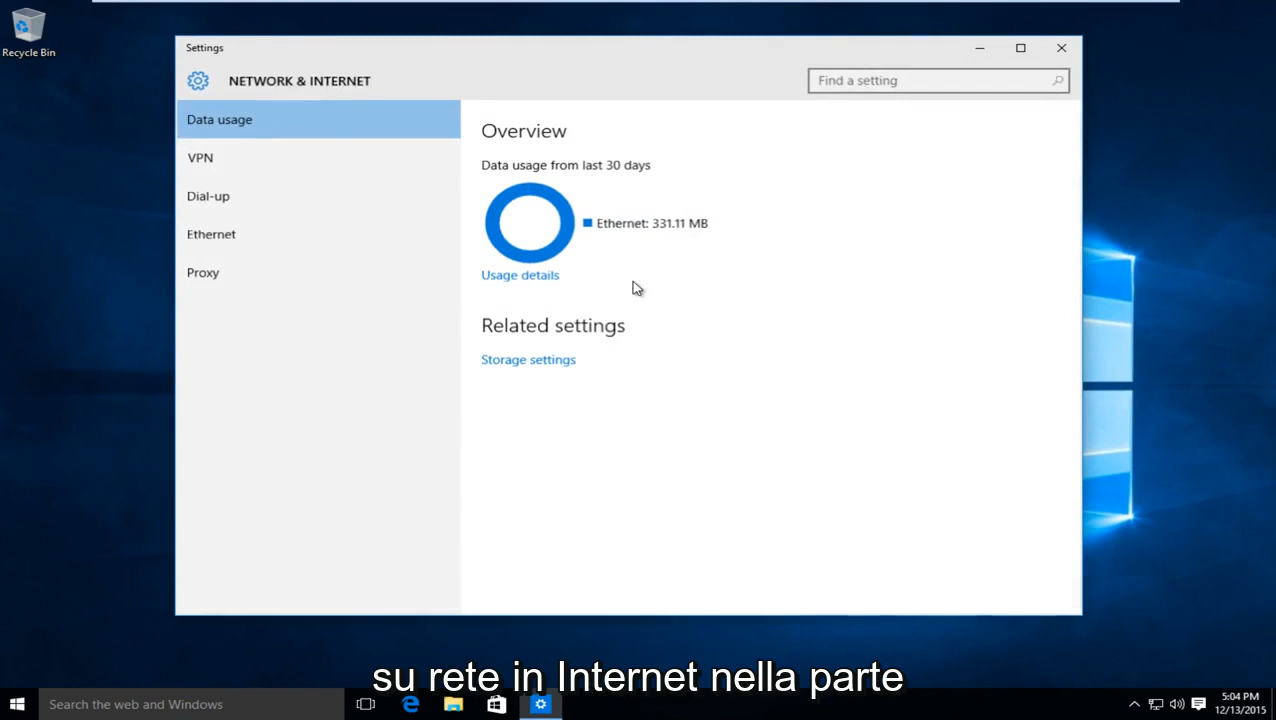 Recycle Bin
Settings
NETWORK & INTERNET
Find a setting
Data usage
VPN
Dial-up
Ethernet
Proxy
Overview
Data usage from last 30 days
Ethernet: 331.11 MB
Usage details
Related settings
Storage settings
su rete in Internet nella parte
Search the web and Windows
5:04 PM
12/13/2015